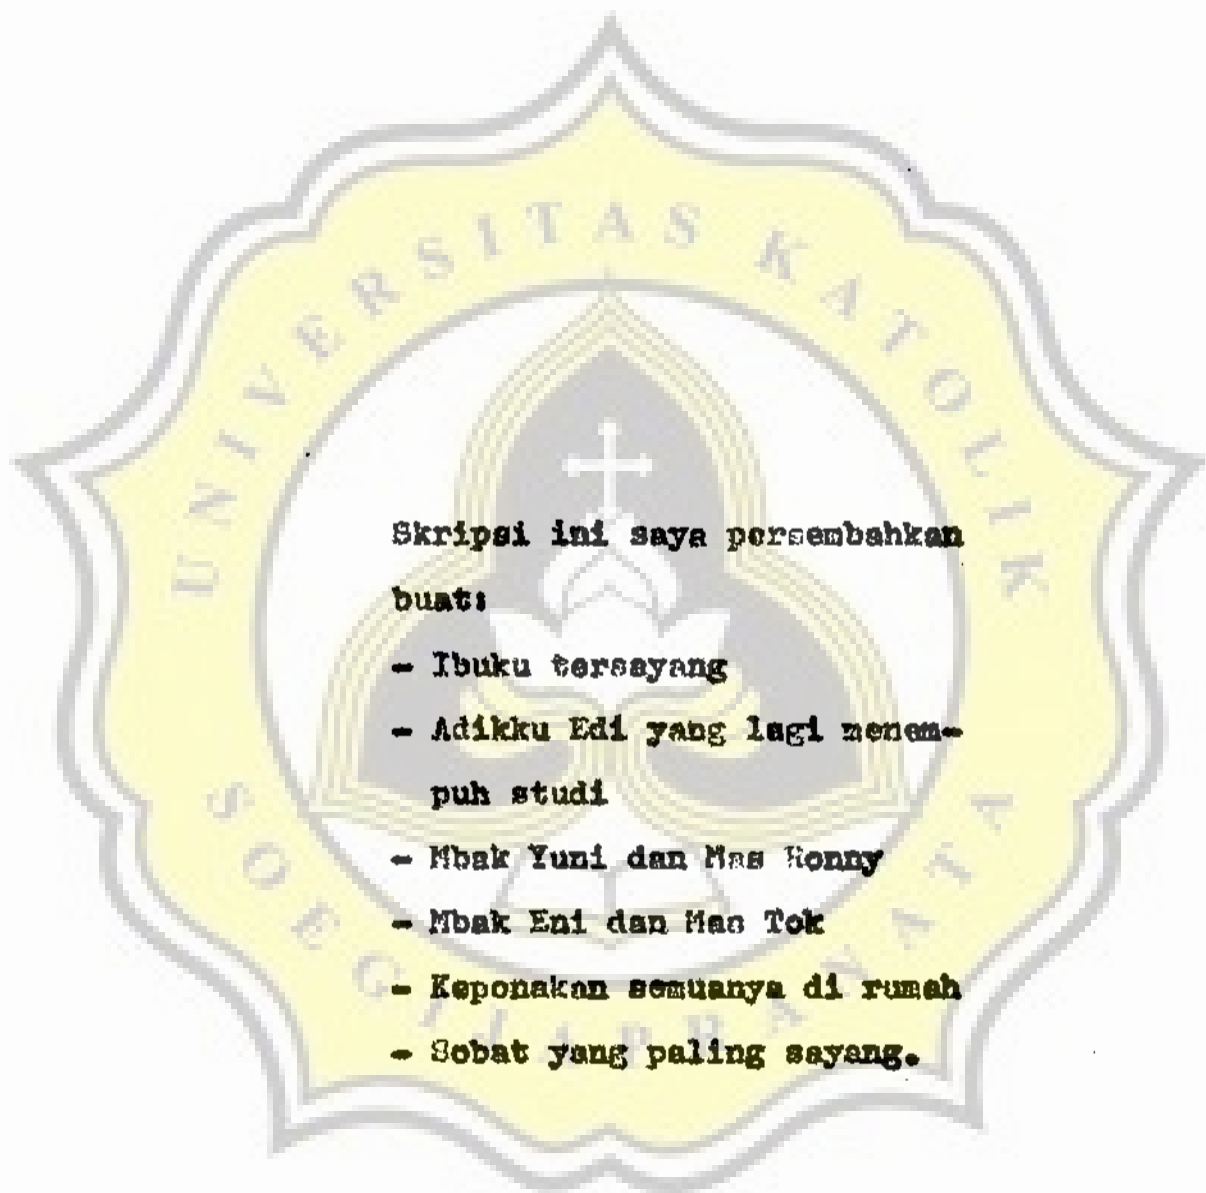 UNIVERSITAS KATOLIK
SOEGIJAPRANATA
Skripsi ini saya persembahkan
buat:
- Ibuku tersayang
- Adikku Edi yang lagi menem-
puh studi
- Mbak Yuni dan Mas Ronny
- Mbak Eni dan Mas Tok
- Keponakan semuanya di rumah
- Sobat yang paling sayang.